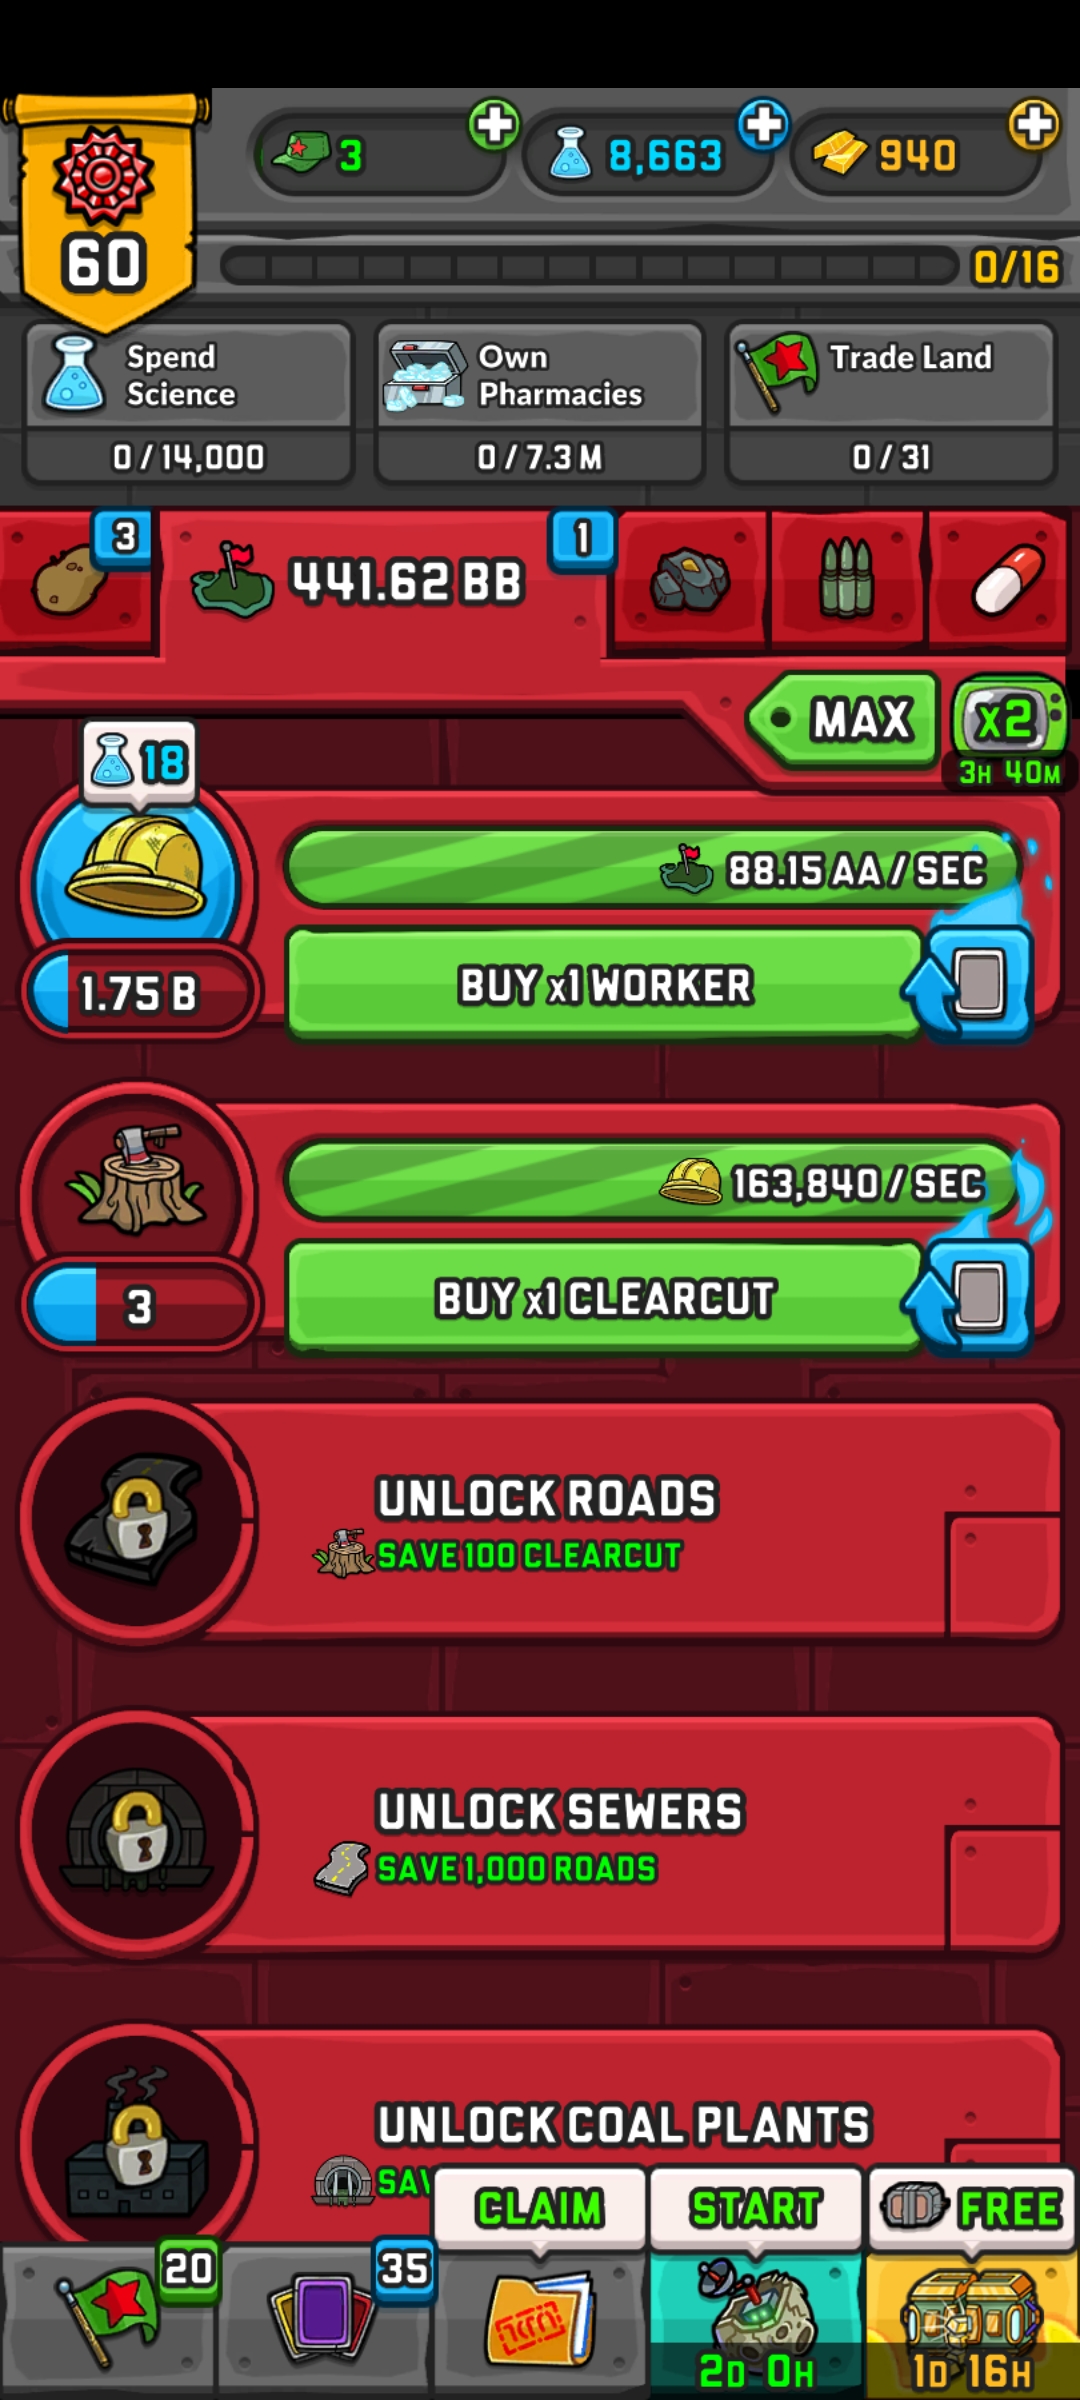 60
3
8,663
940
0/16
Spend Science
0/14,000
Own Pharmacies
0/7.3 M
Trade Land
0/31
3
441.62 BB
1
MAX
x2
3H 40M
18
88.15 AA / SEC
1.75 B
BUY x1 WORKER
163,840 / SEC
3
BUY x1 CLEARCUT
UNLOCK ROADS
SAVE 100 CLEARCUT
UNLOCK SEWERS
SAVE 1,000 ROADS
UNLOCK COAL PLANTS
SAV
CLAIM
START
FREE
20
35
2D 0H
1D 16H